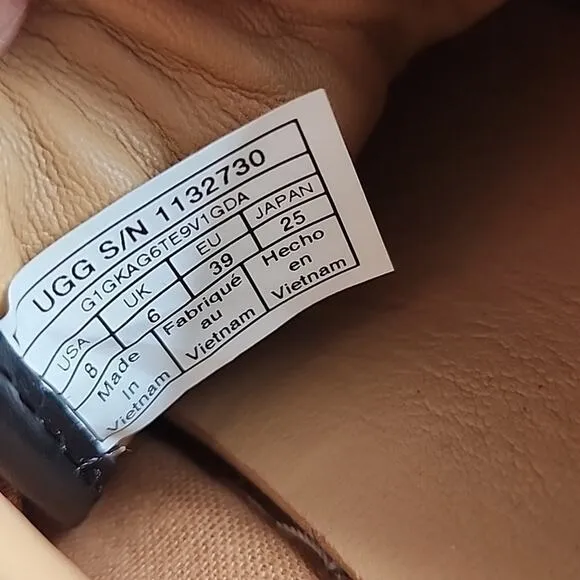 UGG S/N 1132730
G1GKAG6TE9V1GDA
USA UK EU JAPAN
8 6 39 25
Made In Vietnam
Fabriqué au Vietnam
Hecho en Vietnam